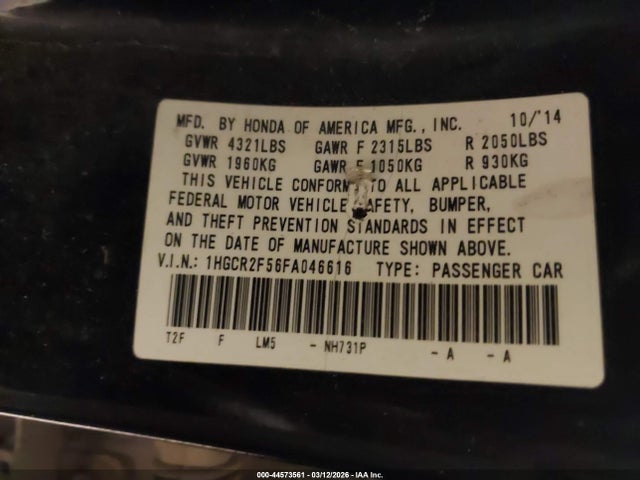 MFD. BY HONDA OF AMERICA MFG., INC. 10/'14
GVWR 4321LBS GAWR F 2315LBS R 2050LBS
GVWR 1960KG GAWR F 1050KG R 930KG
THIS VEHICLE CONFORM TO ALL APPLICABLE
FEDERAL MOTOR VEHICLE AFETY, BUMPER,
AND THEFT PREVENTION STANDARDS IN EFFECT
ON THE DATE OF MANUFACTURE SHOWN ABOVE.
V.I.N.: 1HGCR2F56FA046616 TYPE: PASSENGER CAR
T2F F LM5 - NH731P - A - A
000-44573561 - 03/12/2026 - IAA Inc.